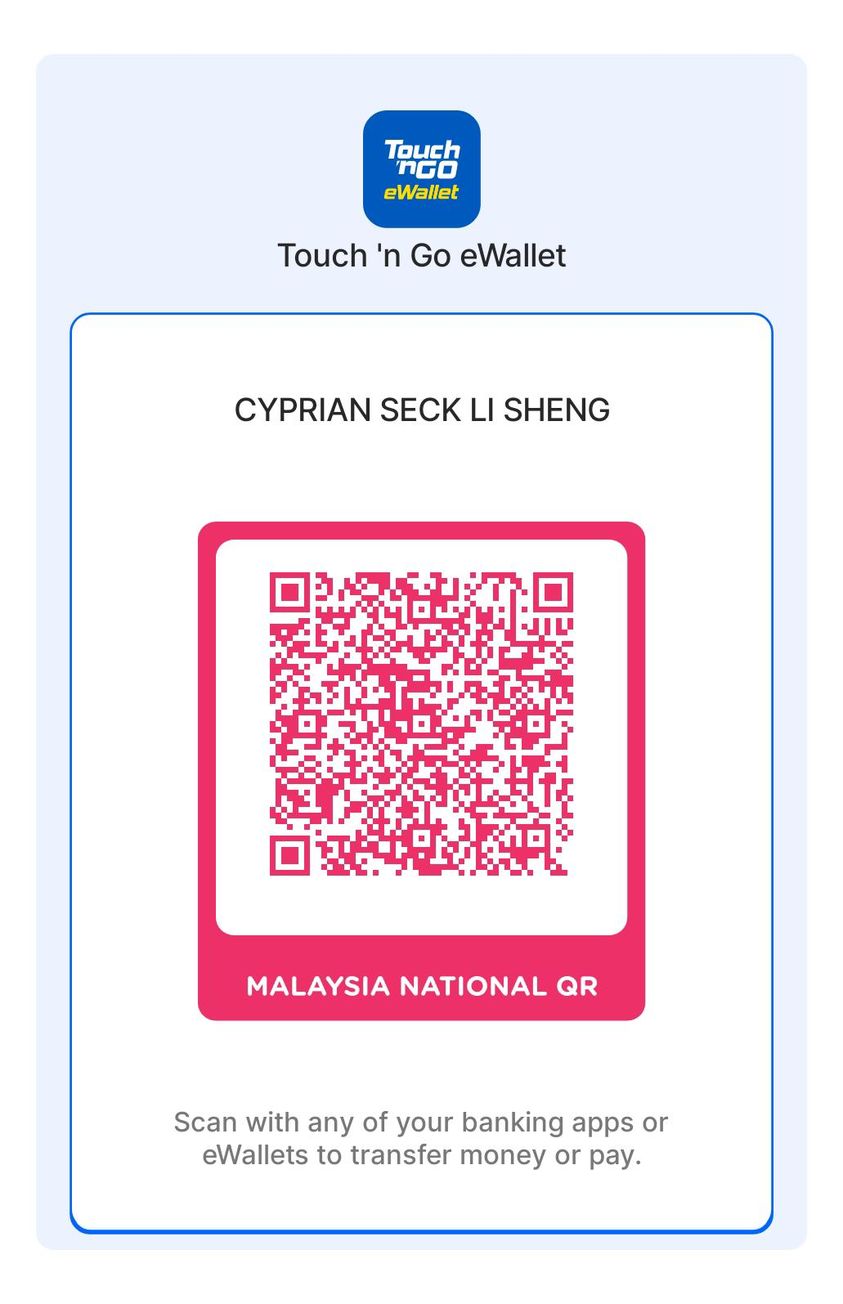 Touch
'nGO
eWallet
Touch 'n Go eWallet
CYPRIAN SECK LI SHENG
MALAYSIA NATIONAL QR
Scan with any of your banking apps or
eWallets to transfer money or pay.